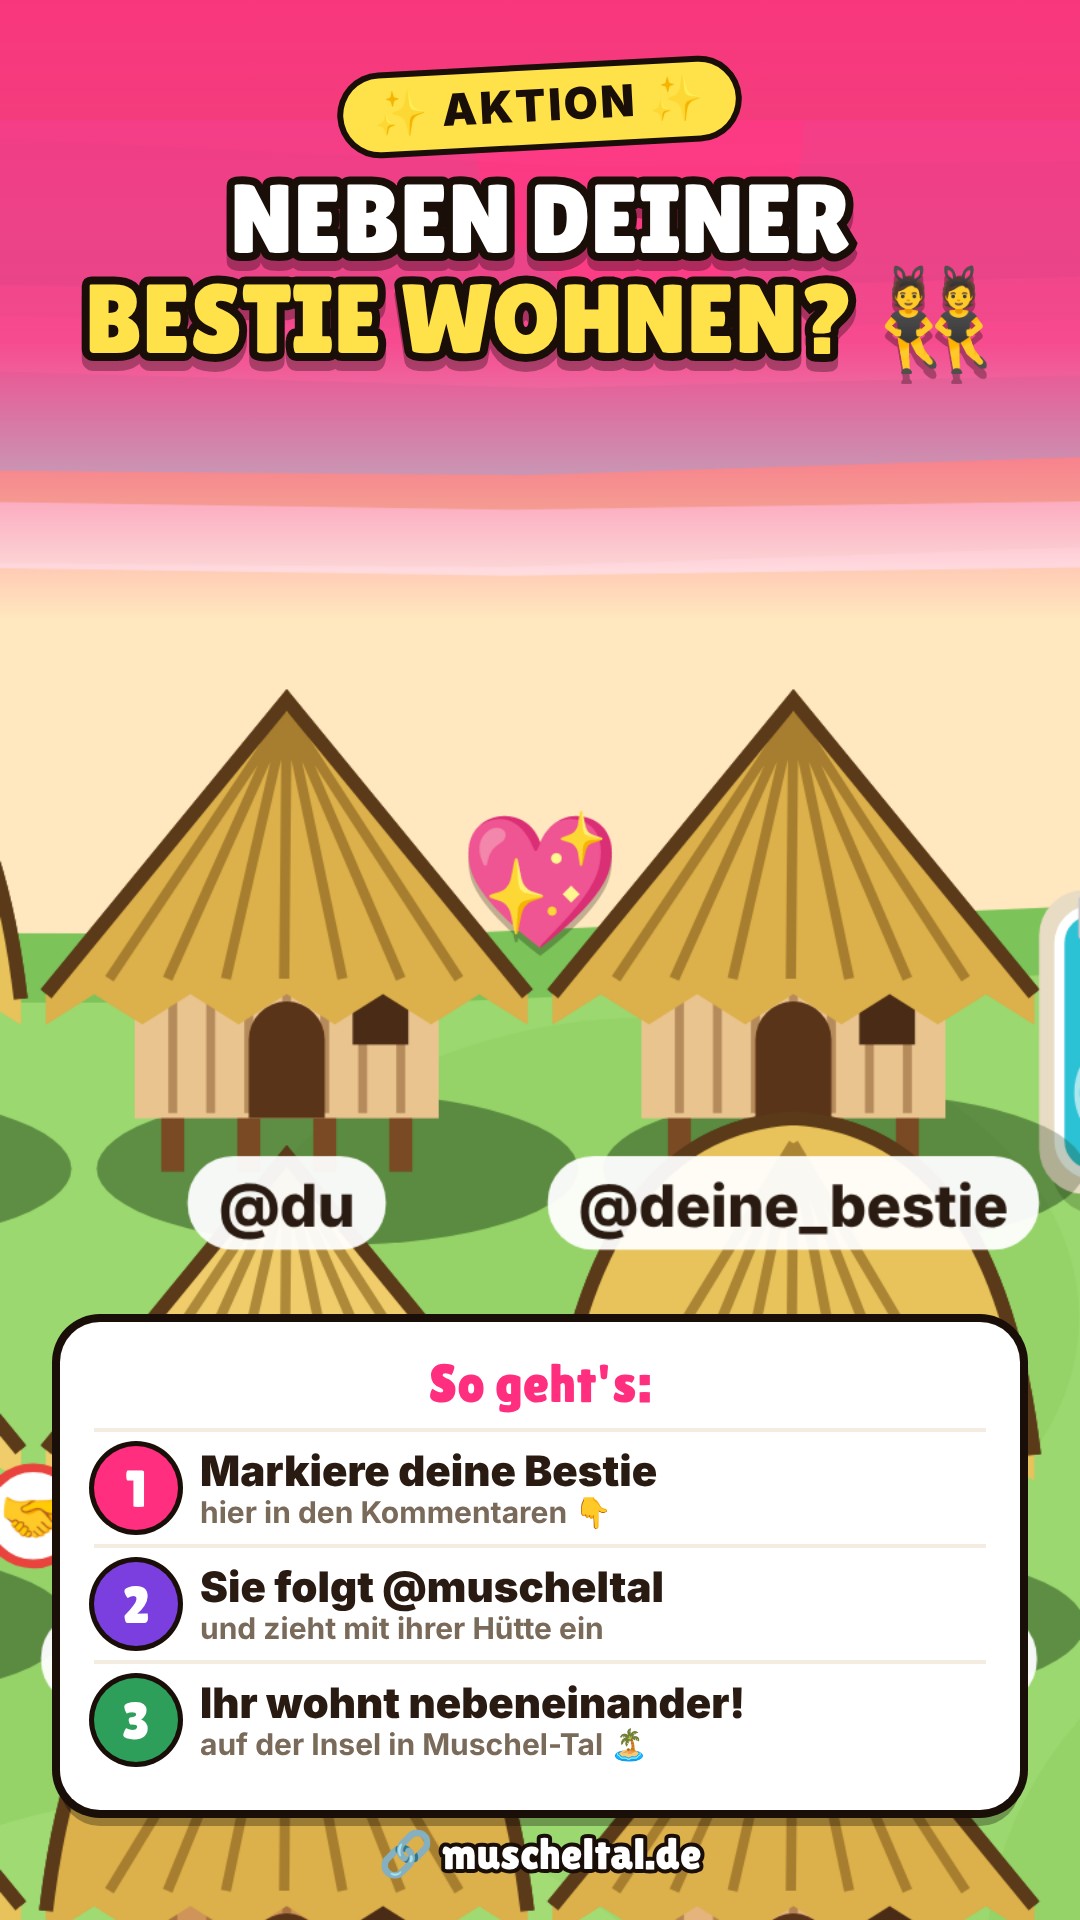 ✨ AKTION ✨
NEBEN DEINER
BESTIE WOHNEN? 👯
@du
@deine_bestie
So geht's:
1 Markiere deine Bestie
hier in den Kommentaren 👇
2 Sie folgt @muscheltal
und zieht mit ihrer Hütte ein
3 Ihr wohnt nebeneinander!
auf der Insel in Muschel-Tal 🏝️
🔗 muscheltal.de